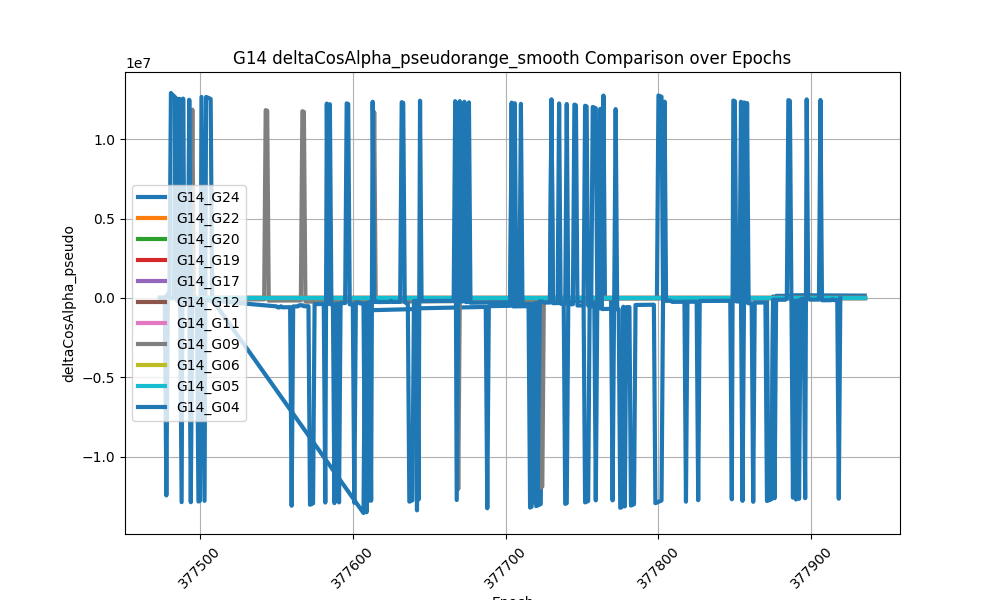 G14 deltaCosAlpha_pseudorange_smooth Comparison over Epochs
1e7
1.0
0.5
0.0
−0.5
−1.0
deltaCosAlpha_pseudo
G14_G24
G14_G22
G14_G20
G14_G19
G14_G17
G14_G12
G14_G11
G14_G09
G14_G06
G14_G05
G14_G04
377500
377600
377700
377800
377900
Epoch